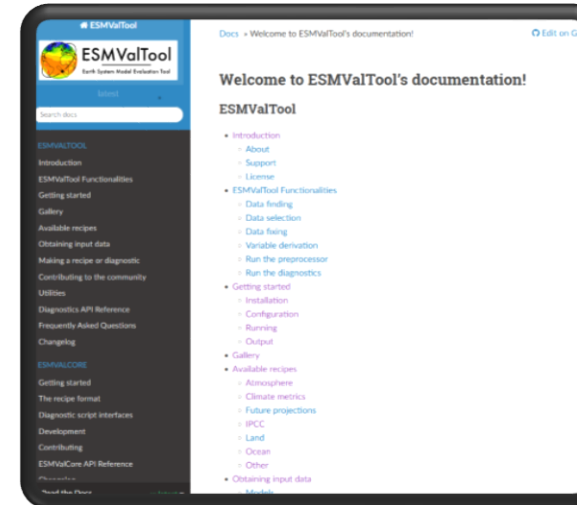 ESMValTool
ESMValTool
Earth System Model Evaluation Tool
latest
Search docs
ESMVALTOOL
Introduction
ESMValTool Functionalities
Getting started
Gallery
Available recipes
Obtaining input data
Making a recipe or diagnostic
Contributing to the community
Utilities
Diagnostics API Reference
Frequently Asked Questions
Changelog
ESMVALCORE
Getting started
The recipe format
Diagnostic script interfaces
Development
Contributing
ESMValCore API Reference
Changelog
Read the Docs
Docs » Welcome to ESMValTool's documentation!
Edit on G
Welcome to ESMValTool's documentation!
ESMValTool
Introduction
About
Support
License
ESMValTool Functionalities
Data finding
Data selection
Data fixing
Variable derivation
Run the preprocessor
Run the diagnostics
Getting started
Installation
Configuration
Running
Output
Gallery
Available recipes
Atmosphere
Climate metrics
Future projections
IPCC
Land
Ocean
Other
Obtaining input data
Models